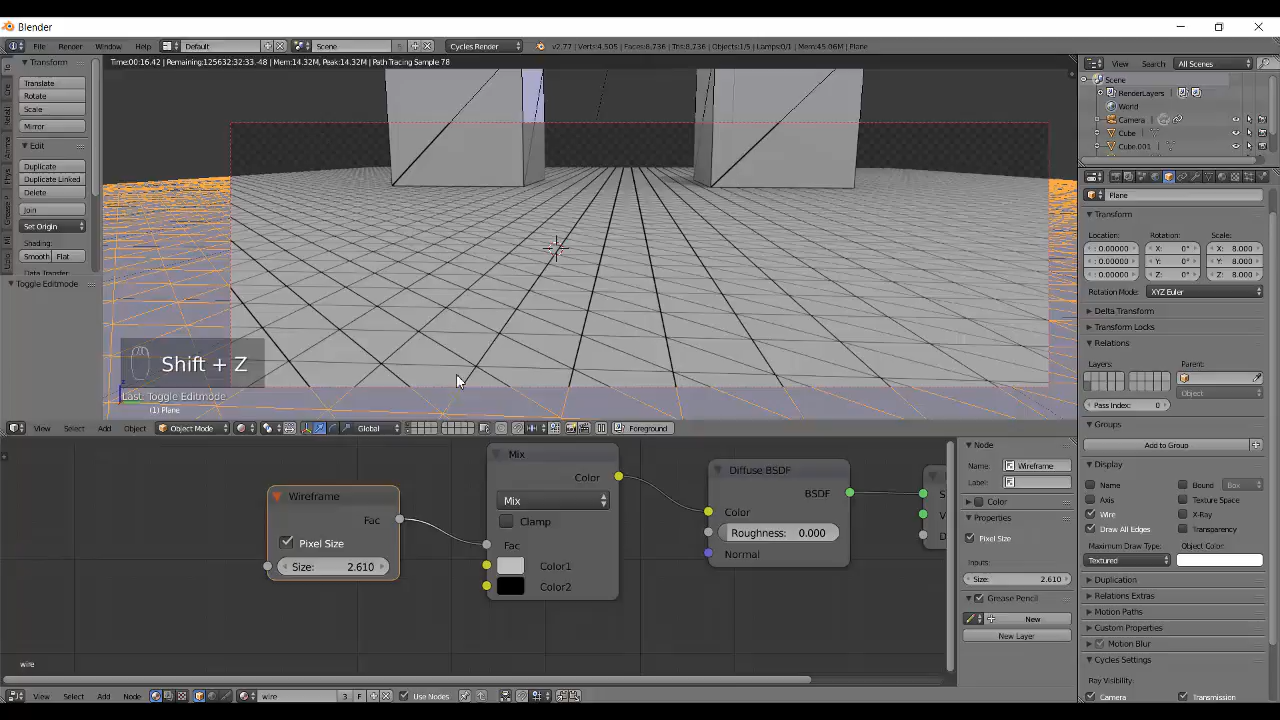 Blender
File Render Window Help Default Scene Cycles Render v2.77 | Verts:4,505 | Faces:8,736 | Tris:8,736 | Objects:1/5 | Lamps:0/1 | Mem:45.06M | Plane
Time:00:16.42 | Remaining:125632:32:33.48 | Mem:14.32M, Peak:14.32M | Path Tracing Sample 78
Transform
Translate
Rotate
Scale
Mirror
Edit
Duplicate
Duplicate Linked
Delete
Join
Set Origin
Shading:
Smooth Flat
Data Transfer:
Toggle Editmode
Shift + Z
Last: Toggle Editmode
(1) Plane
View Select Add Object Object Mode Global Foreground
View Search All Scenes
Scene
RenderLayers
World
Camera
Cube
Cube.001
Plane
Transform
Location: Rotation: Scale:
: 0.00000 X: 0° X: 8.000
: 0.00000 Y: 0° Y: 8.000
: 0.00000 Z: 0° Z: 8.000
Rotation Mode: XYZ Euler
Delta Transform
Transform Locks
Relations
Layers: Parent:
Object
Pass Index: 0
Groups
Add to Group
Display
Name Bound Box
Axis Texture Space
Wire X-Ray
Draw All Edges Transparency
Maximum Draw Type: Object Color:
Textured
Duplication
Relations Extras
Motion Paths
Custom Properties
Motion Blur
Cycles Settings
Ray Visibility:
Camera Transmission
Wireframe
Fac
Pixel Size
Size: 2.610
Mix
Color
Mix
Clamp
Fac
Color1
Color2
Diffuse BSDF
BSDF
Color
Roughness: 0.000
Normal
Node
Name: Wireframe
Label:
Color
Properties
Pixel Size
Inputs:
Size: 2.610
Grease Pencil
New
New Layer
wire
View Select Add Node wire 3 F Use Nodes